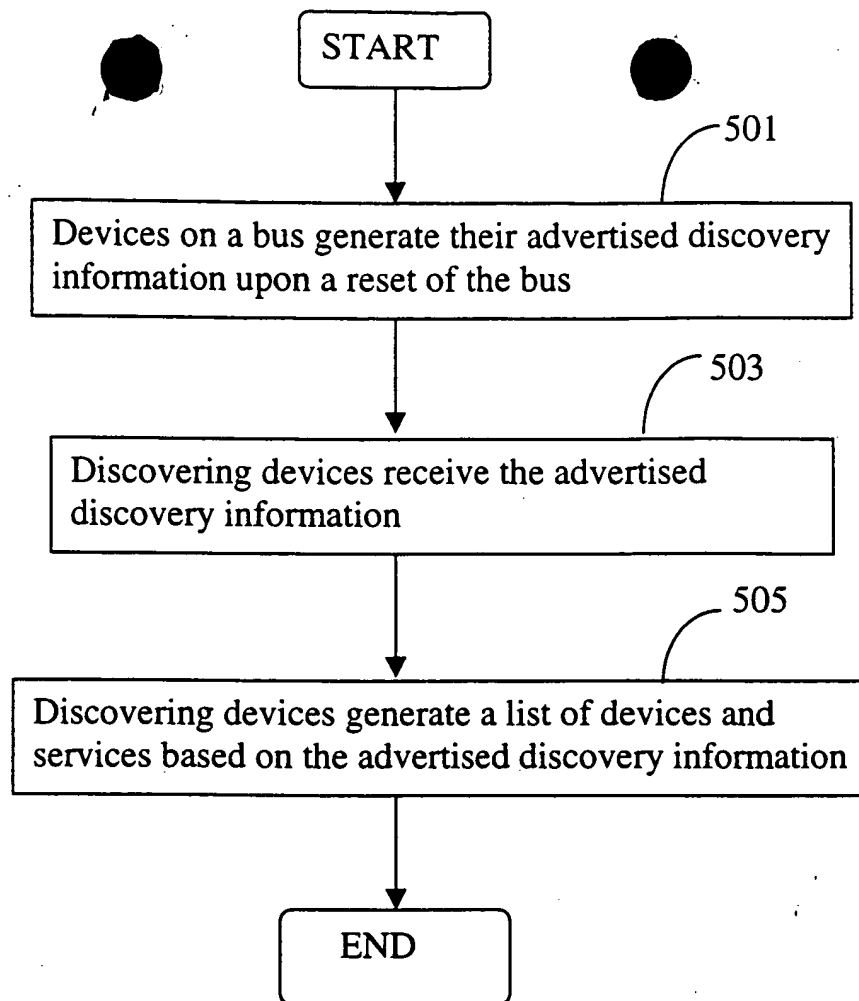 START
501
Devices on a bus generate their advertised discovery
information upon a reset of the bus
503
Discovering devices receive the advertised
discovery information
505
Discovering devices generate a list of devices and
services based on the advertised discovery information
END